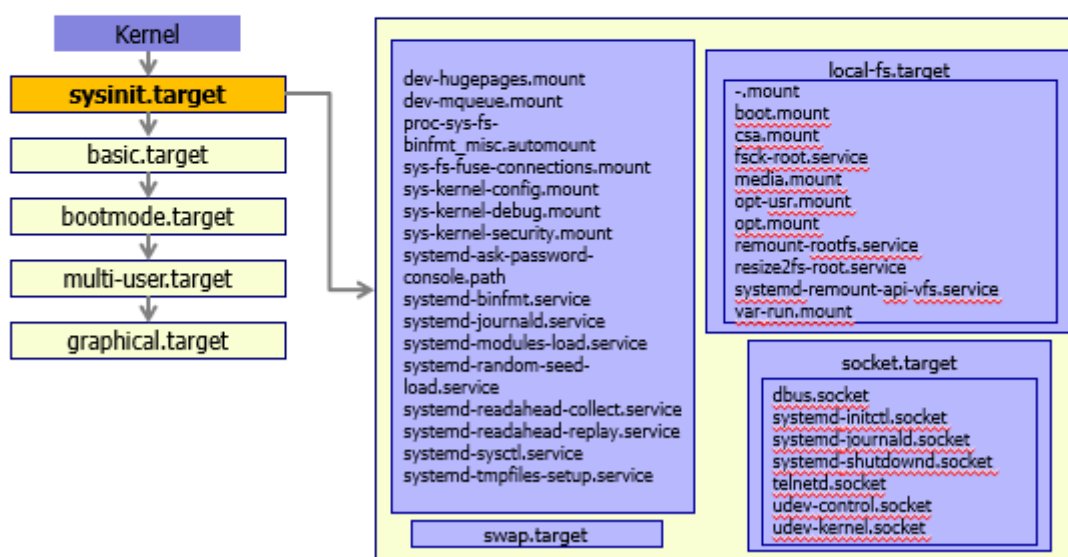 Kernel
sysinit.target
basic.target
bootmode.target
multi-user.target
graphical.target
dev-hugepages.mount
dev-mqueue.mount
proc-sys-fs-
binfmt_misc.automount
sys-fs-fuse-connections.mount
sys-kernel-config.mount
sys-kernel-debug.mount
sys-kernel-security.mount
systemd-ask-password-
console.path
systemd-binfmt.service
systemd-journald.service
systemd-modules-load.service
systemd-random-seed-
load.service
systemd-readahead-collect.service
systemd-readahead-replay.service
systemd-sysctl.service
systemd-tmpfiles-setup.service
swap.target
local-fs.target
-.mount
boot.mount
csa.mount
fsck-root.service
media.mount
opt-usr.mount
opt.mount
remount-rootfs.service
resize2fs-root.service
systemd-remount-api-vfs.service
var-run.mount
socket.target
dbus.socket
systemd-initctl.socket
systemd-journald.socket
systemd-shutdownd.socket
telnetd.socket
udev-control.socket
udev-kernel.socket